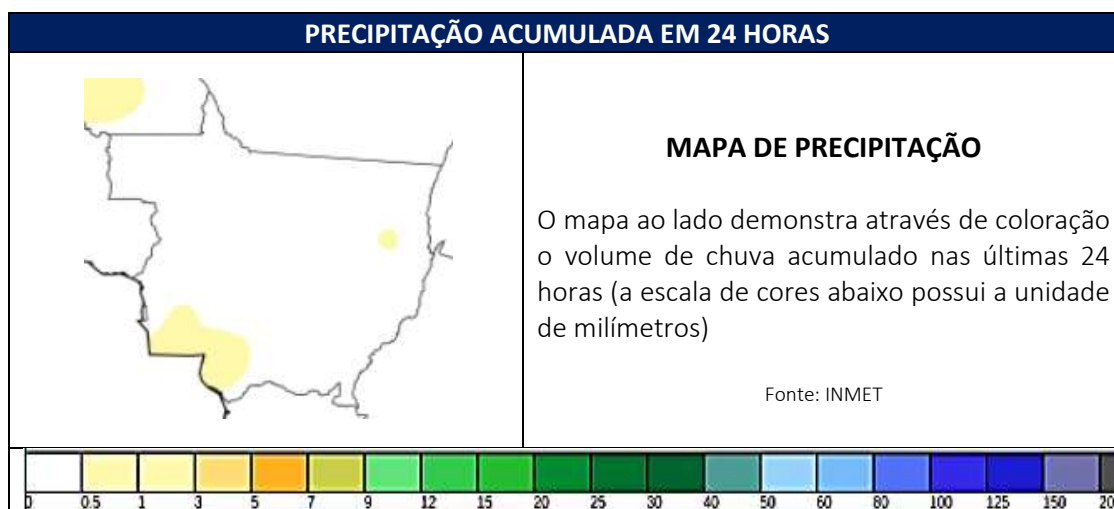 PRECIPITAÇÃO ACUMULADA EM 24 HORAS
MAPA DE PRECIPITAÇÃO
O mapa ao lado demonstra através de coloração
o volume de chuva acumulado nas últimas 24
horas (a escala de cores abaixo possui a unidade
de milímetros)
Fonte: INMET
0 0.5 1 3 5 7 9 12 15 20 25 30 40 50 60 80 100 125 150